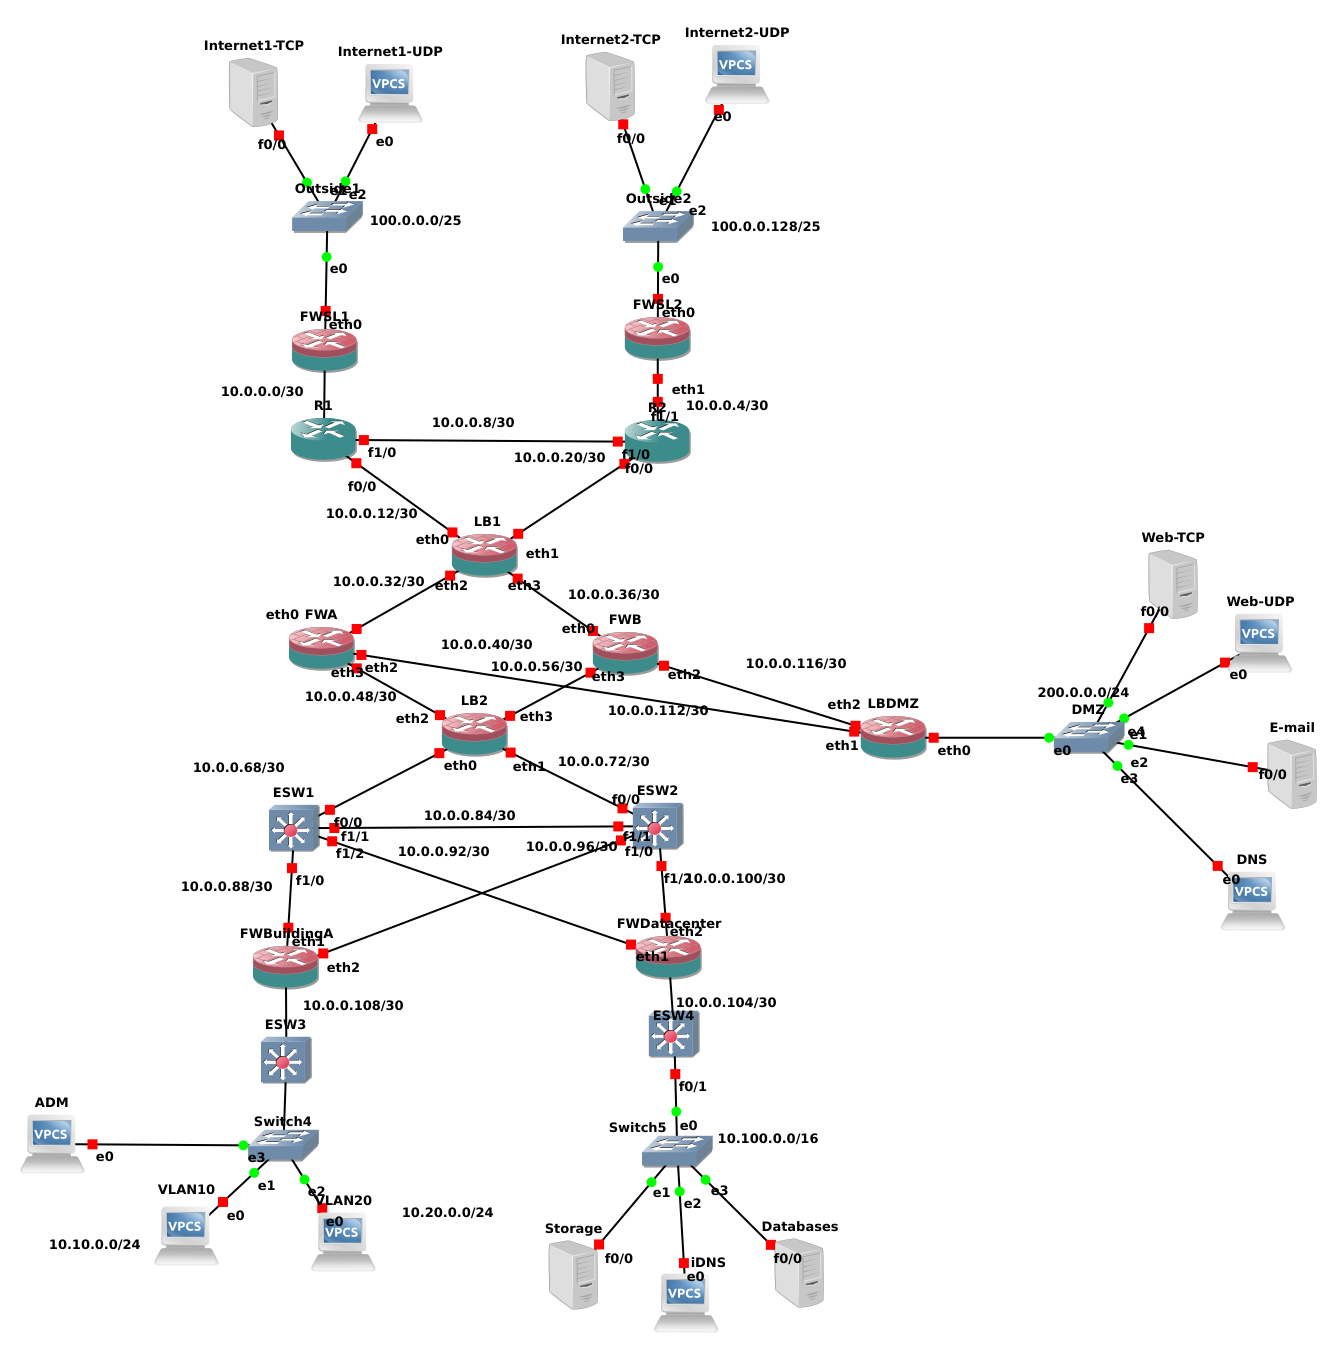 Internet1-TCP
Internet1-UDP
VPCS
f0/0
e0
Outside1
e1
e2
100.0.0.0/25
e0
FWSL1
eth0
10.0.0.0/30
R1
f1/0
f0/0
Internet2-TCP
Internet2-UDP
VPCS
f0/0
e0
Outside2
e1
e2
100.0.0.128/25
e0
FWSL2
eth0
eth1
10.0.0.4/30
R2
f1/1
10.0.0.8/30
10.0.0.20/30
f1/0
f0/0
10.0.0.12/30
LB1
eth0
eth1
eth2
eth3
10.0.0.32/30
10.0.0.36/30
eth0 FWA
eth3
eth2
FWB
eth0
eth2
eth3
10.0.0.40/30
10.0.0.56/30
10.0.0.48/30
10.0.0.116/30
10.0.0.112/30
LB2
eth2
eth3
eth0
eth1
LBDMZ
eth2
eth1
eth0
Web-TCP
f0/0
Web-UDP
VPCS
e0
200.0.0.0/24
DMZ
e0
e4
e1
e2
e3
E-mail
f0/0
DNS
e0
VPCS
10.0.0.68/30
10.0.0.72/30
ESW1
f0/0
f1/1
f1/2
f1/0
ESW2
f0/0
f1/1
f1/0
f1/2
10.0.0.84/30
10.0.0.92/30
10.0.0.96/30
10.0.0.88/30
10.0.0.100/30
FWBuildingA
eth1
eth2
FWDatacenter
eth2
eth1
10.0.0.108/30
10.0.0.104/30
ESW3
ESW4
f0/1
ADM
VPCS
e0
Switch4
e3
e1
e2
VLAN10
VPCS
e0
10.10.0.0/24
VLAN20
e0
VPCS
10.20.0.0/24
Switch5
e0
10.100.0.0/16
e1
e2
e3
Storage
f0/0
iDNS
e0
VPCS
Databases
f0/0